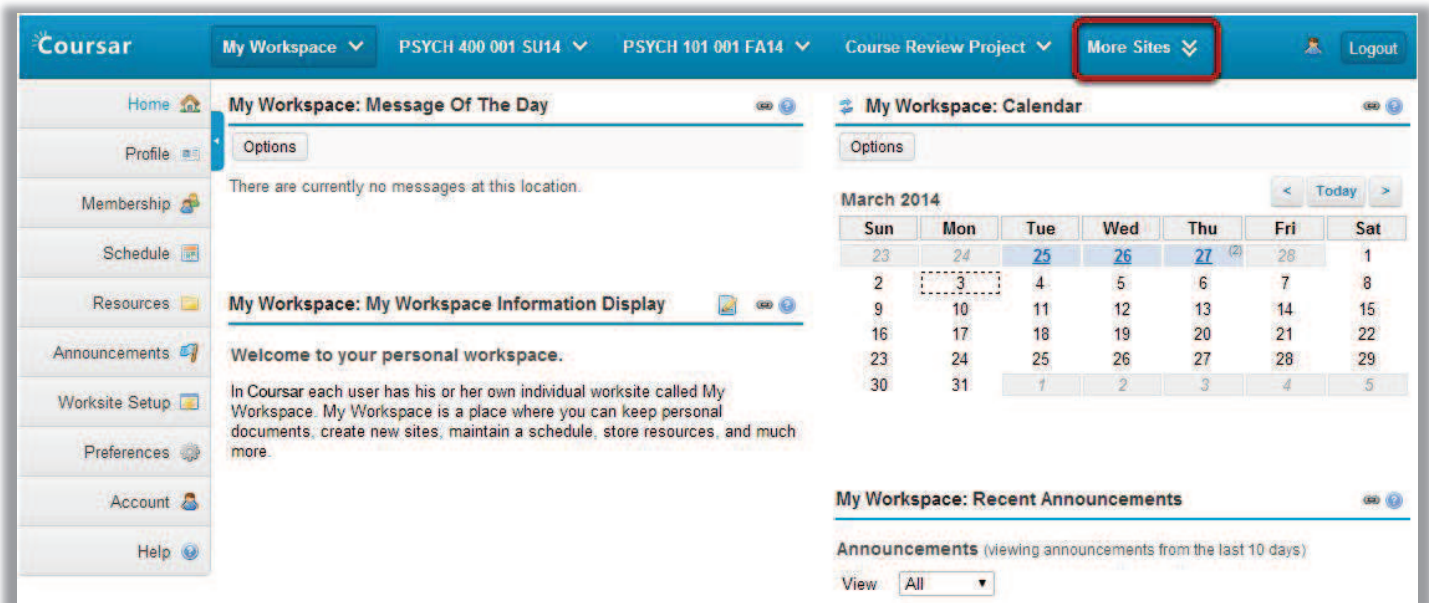 Coursar
My Workspace
PSYCH 400 001 SU14
PSYCH 101 001 FA14
Course Review Project
More Sites
Logout
Home
Profile
Membership
Schedule
Resources
Announcements
Worksite Setup
Preferences
Account
Help
My Workspace: Message Of The Day
Options
There are currently no messages at this location.
My Workspace: My Workspace Information Display
Welcome to your personal workspace.
In Coursar each user has his or her own individual worksite called My
Workspace. My Workspace is a place where you can keep personal
documents, create new sites, maintain a schedule, store resources, and much
more.
My Workspace: Calendar
Options
March 2014
< Today >
Sun Mon Tue Wed Thu Fri Sat
23 24 25 26 27 (2) 28 1
2 3 4 5 6 7 8
9 10 11 12 13 14 15
16 17 18 19 20 21 22
23 24 25 26 27 28 29
30 31 1 2 3 4 5
My Workspace: Recent Announcements
Announcements (viewing announcements from the last 10 days)
View All